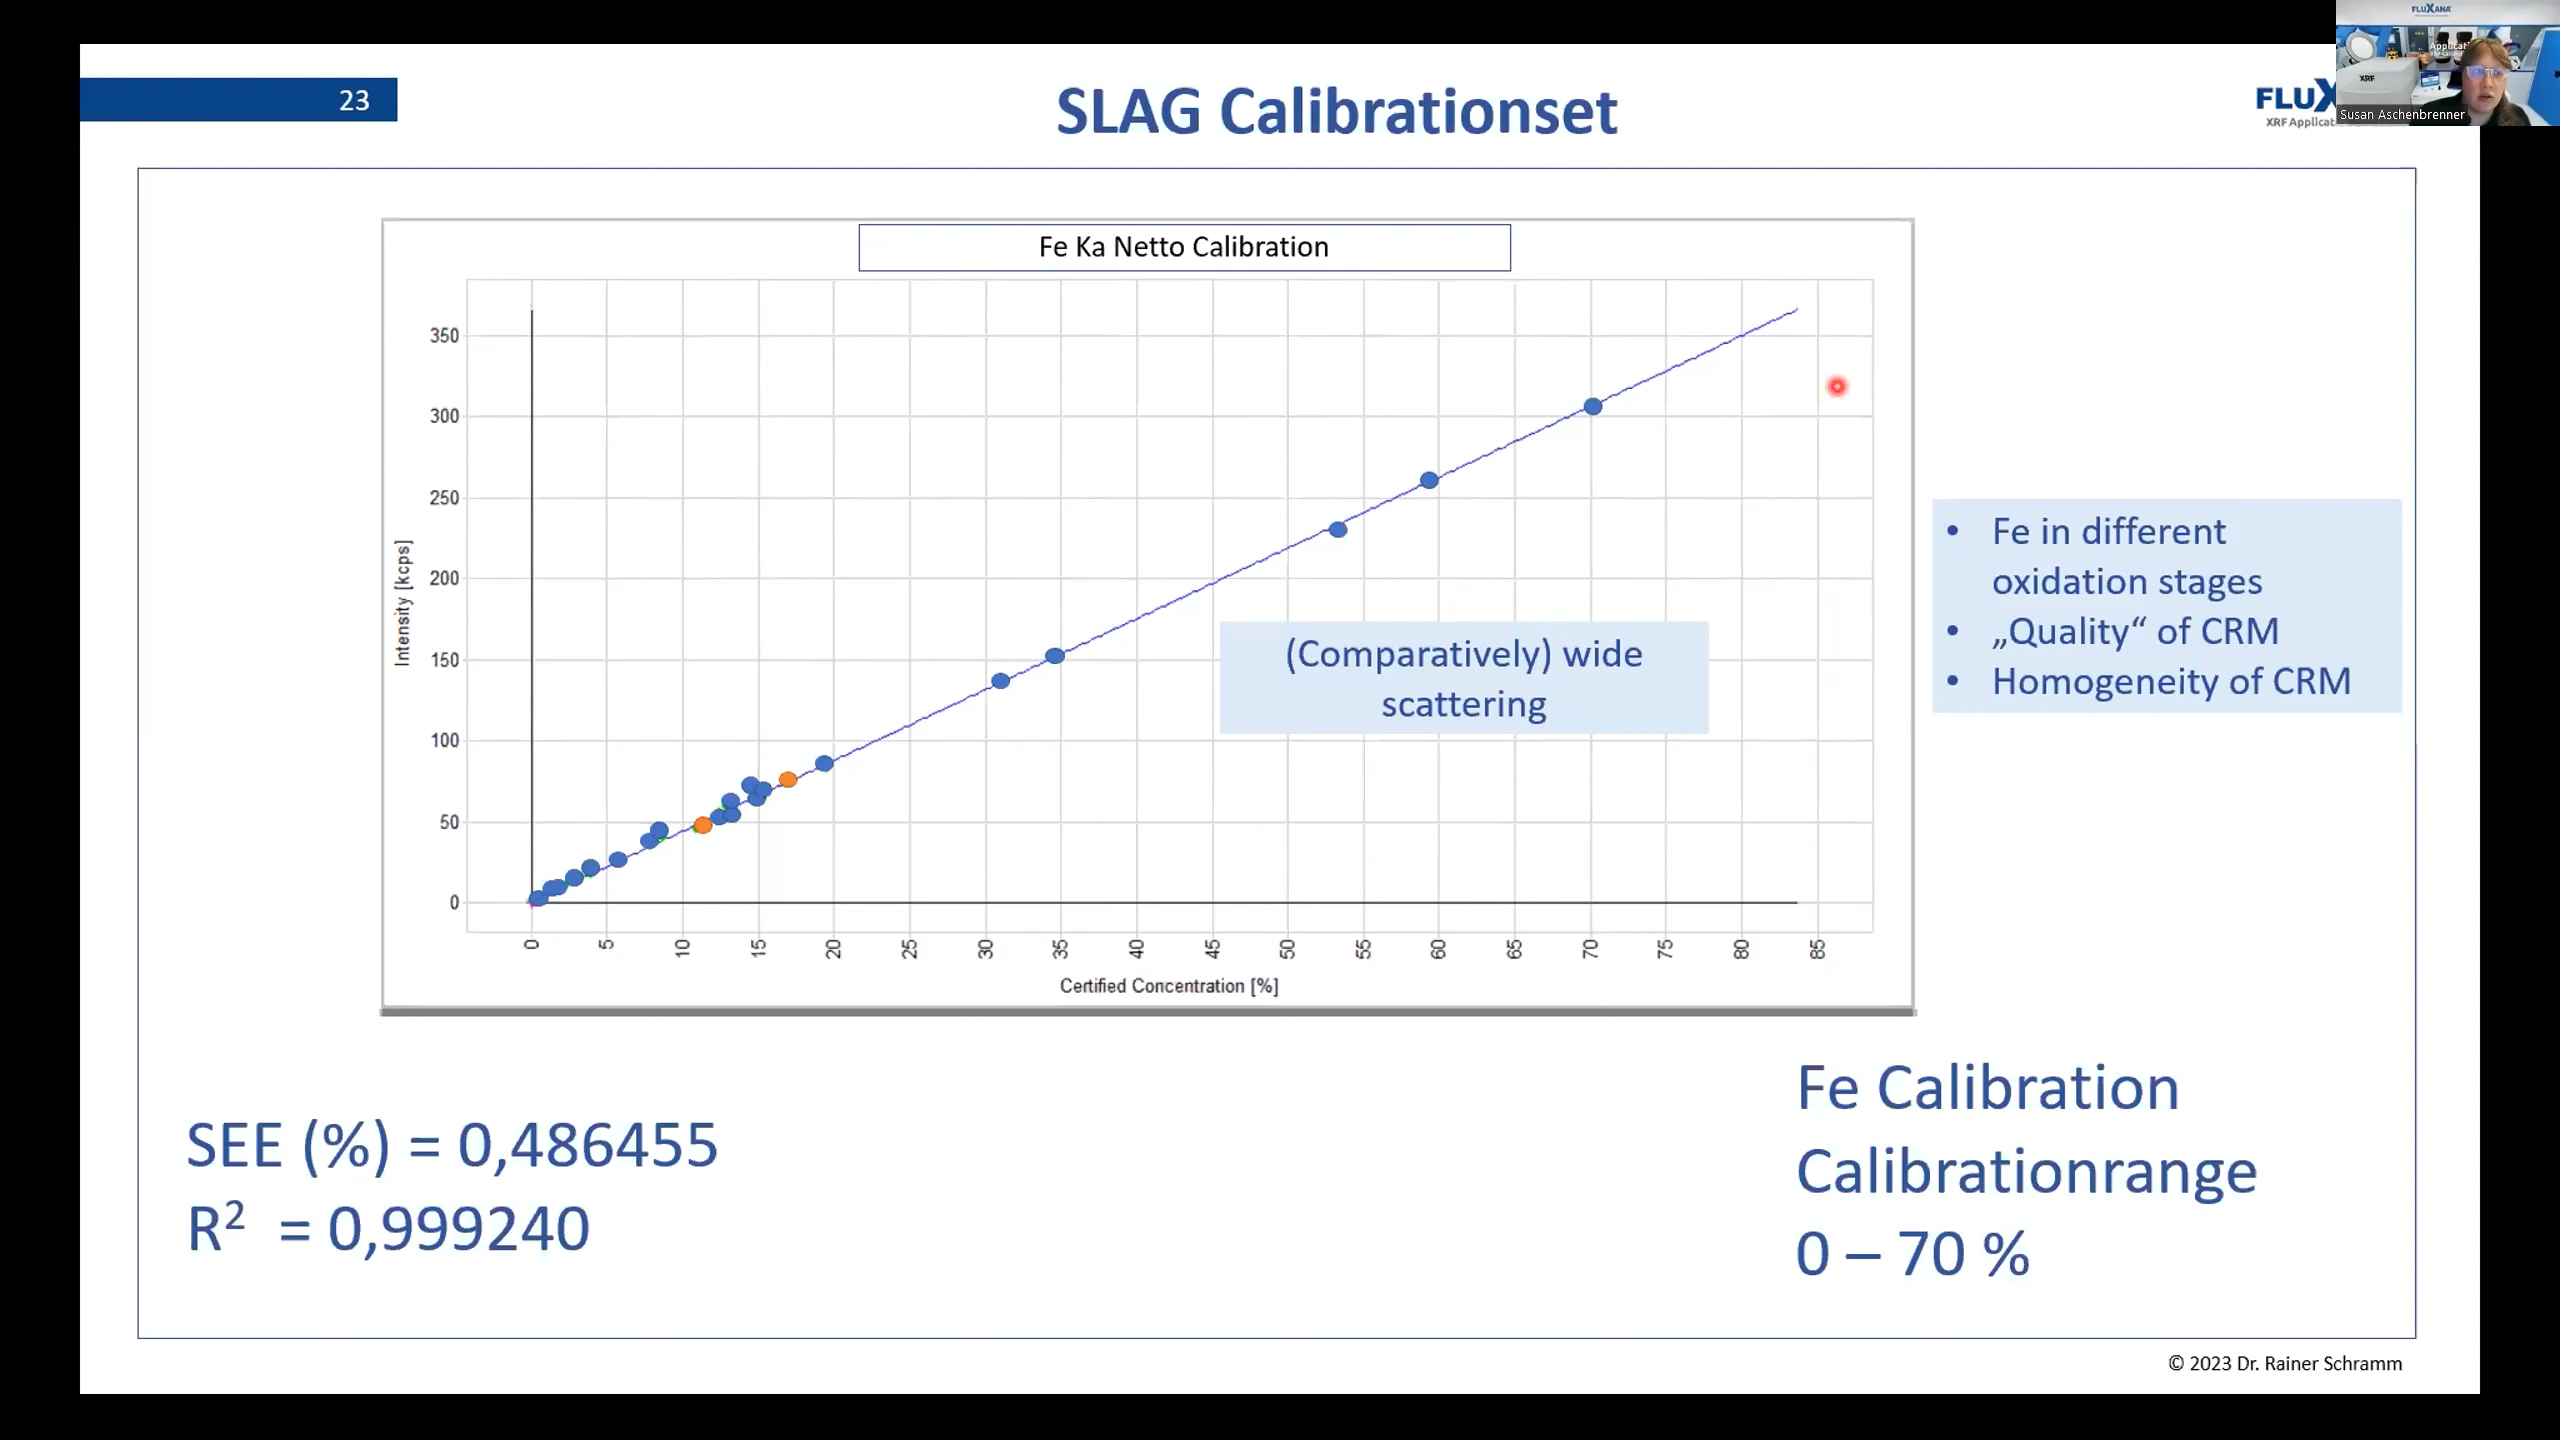 23
SLAG Calibrationset
FLUXANA
XRF
Susan Aschenbrenner
FLUX
XRF Applicat
Fe Ka Netto Calibration
350
300
250
200
150
100
50
0
Intensity [kcps]
0 5 10 15 20 25 30 35 40 45 50 55 60 65 70 75 80 85
Certified Concentration [%]
(Comparatively) wide
scattering
• Fe in different
oxidation stages
• „Quality“ of CRM
• Homogeneity of CRM
SEE (%) = 0,486455
R² = 0,999240
Fe Calibration
Calibrationrange
0 – 70 %
© 2023 Dr. Rainer Schramm